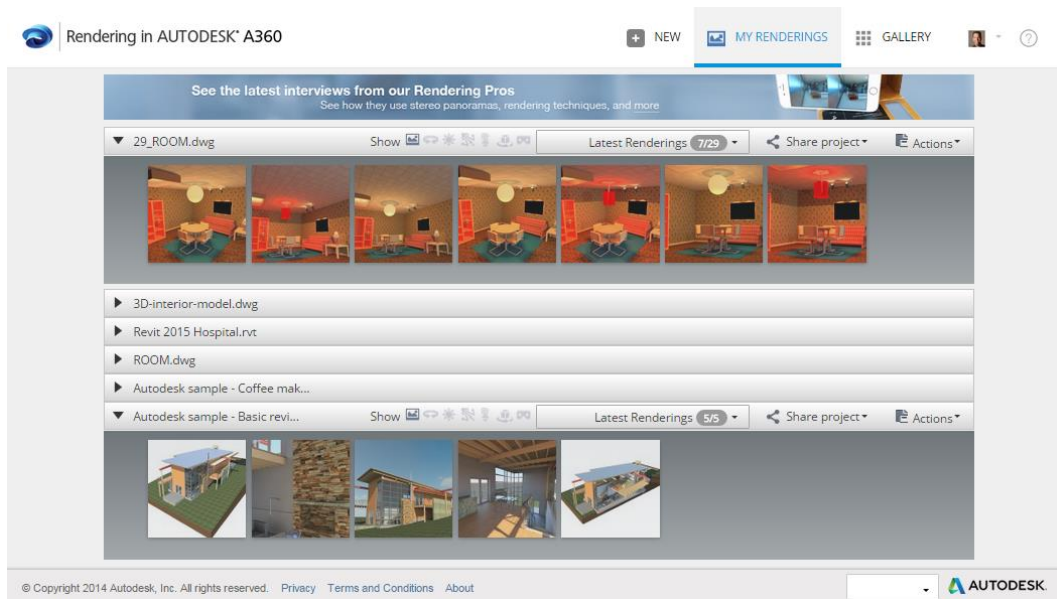 Rendering in AUTODESK® A360
NEW
MY RENDERINGS
GALLERY
See the latest interviews from our Rendering Pros
See how they use stereo panoramas, rendering techniques, and more
29_ROOM.dwg Show Latest Renderings 7/29 Share project Actions
3D-interior-model.dwg
Revit 2015 Hospital.rvt
ROOM.dwg
Autodesk sample - Coffee mak...
Autodesk sample - Basic revi... Show Latest Renderings 5/5 Share project Actions
© Copyright 2014 Autodesk, Inc. All rights reserved. Privacy Terms and Conditions About
AUTODESK.